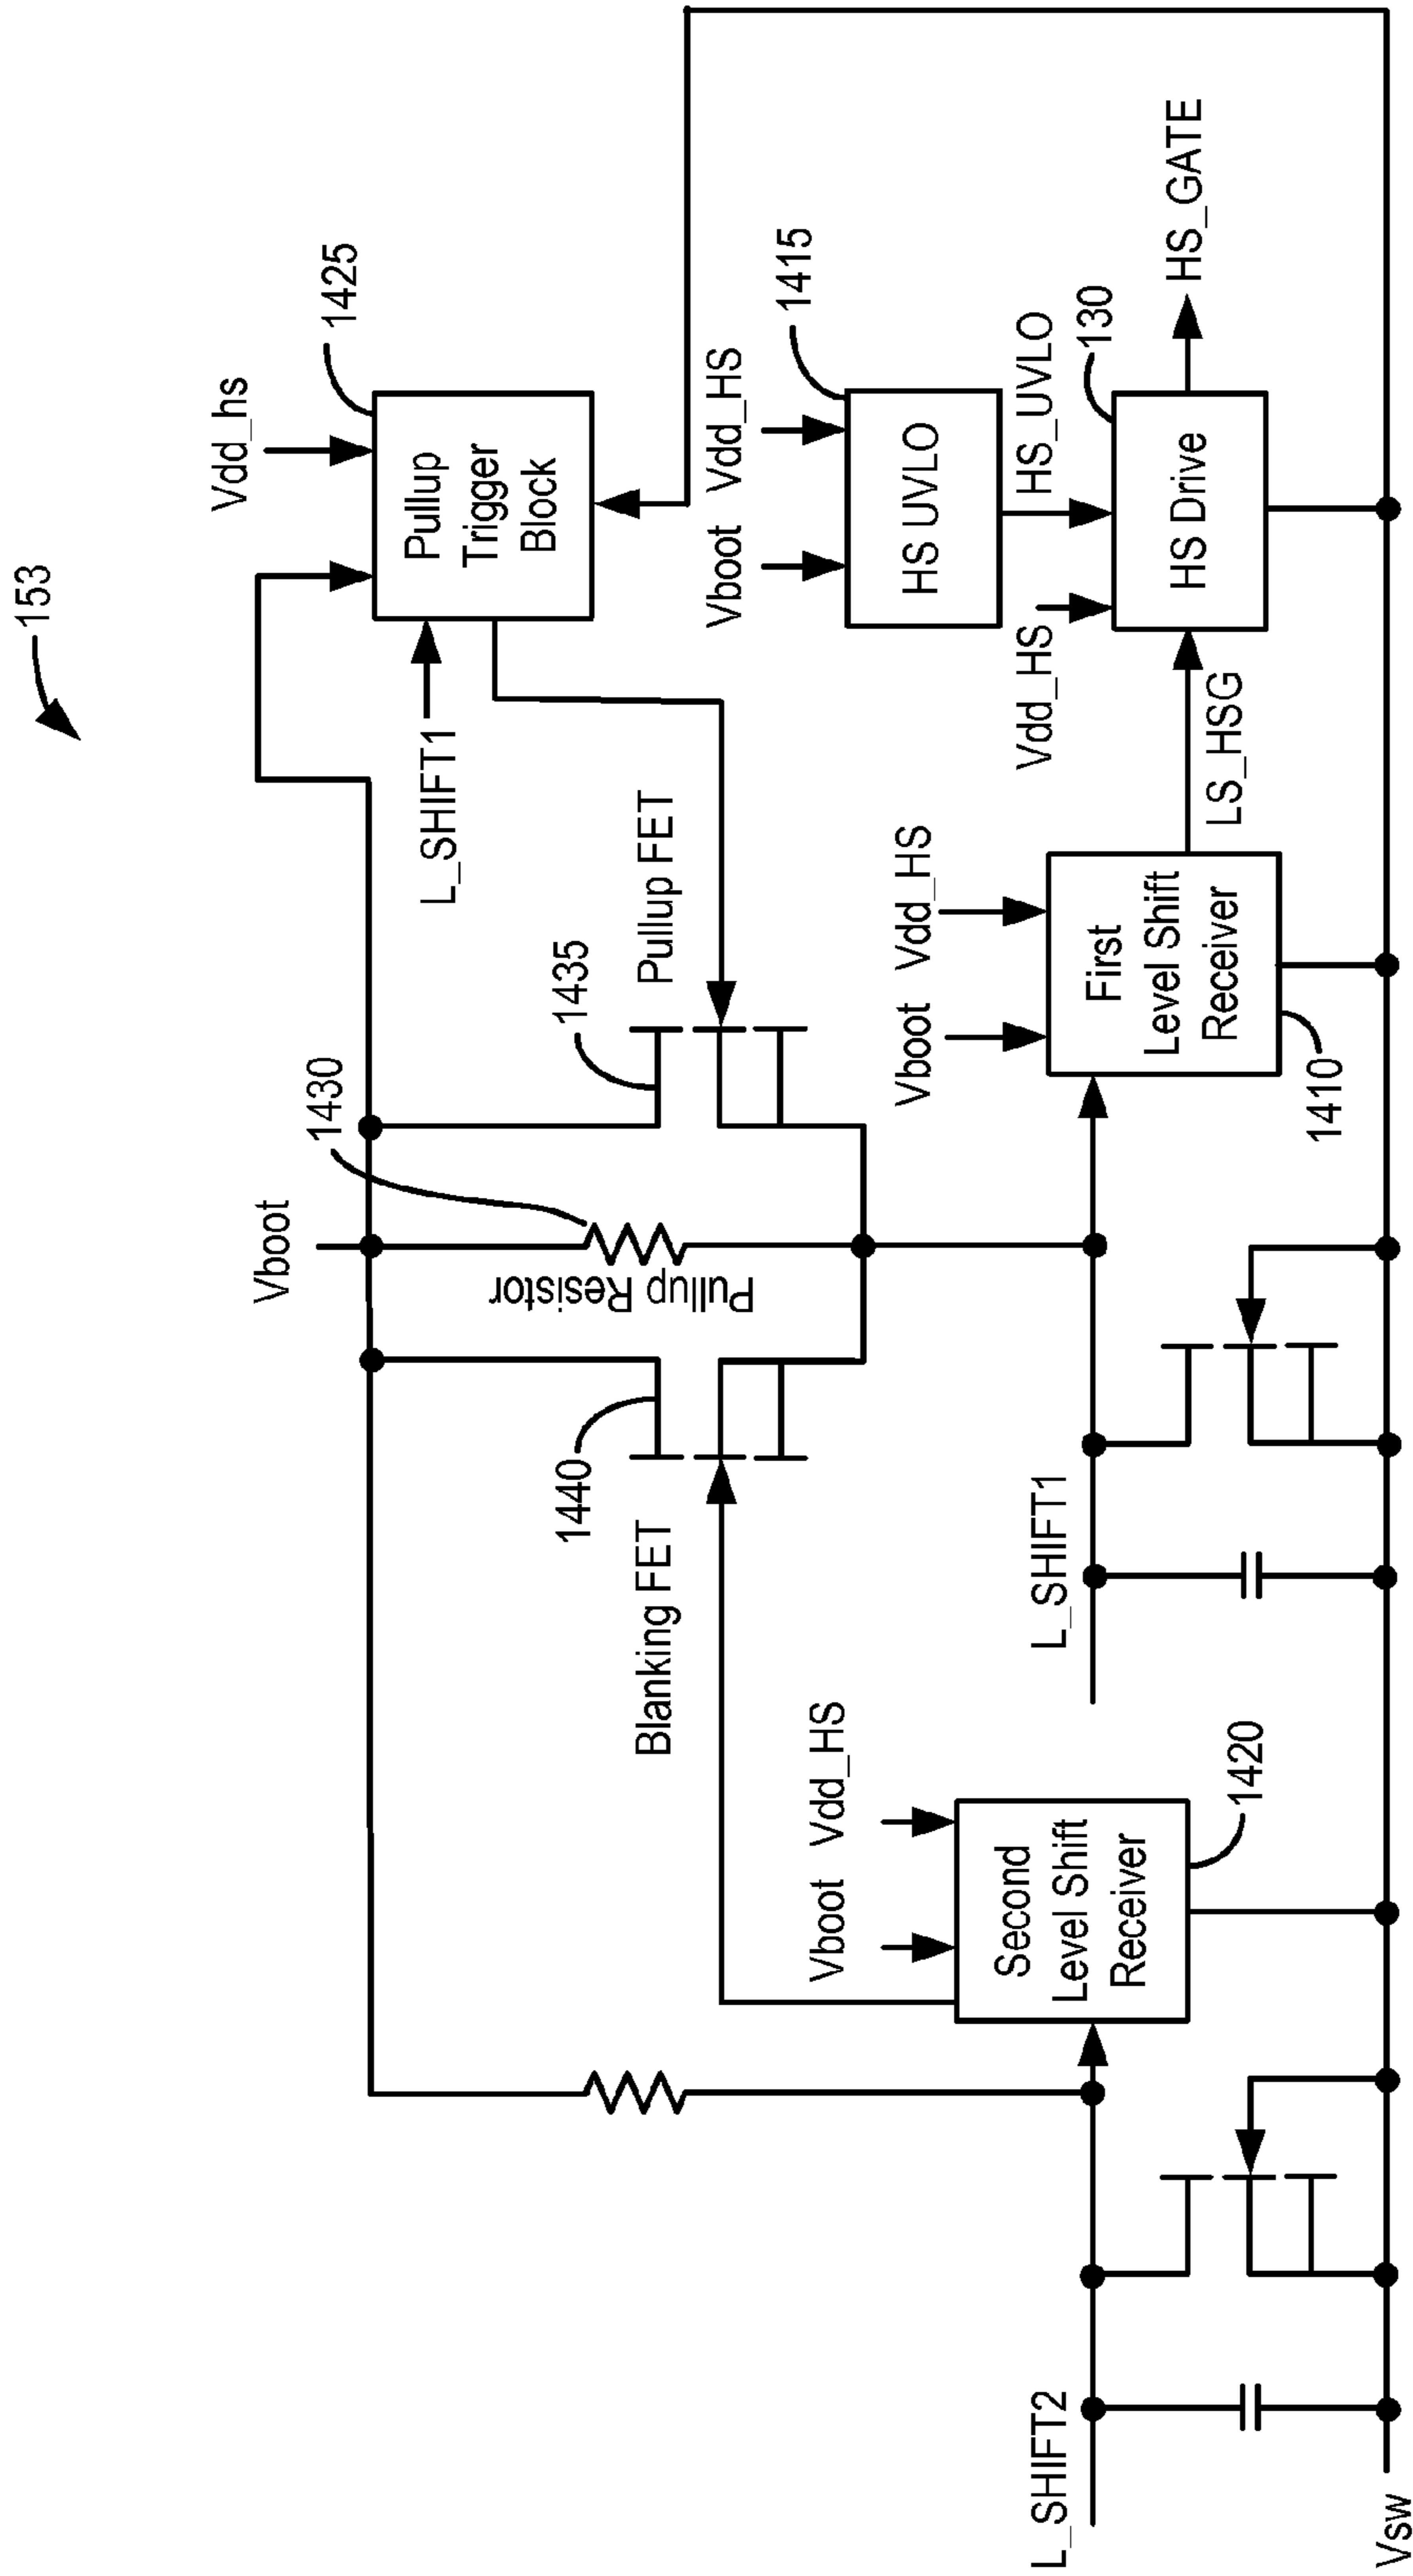 153
Vdd_hs
1425
Pullup
Trigger
Block
L_SHIFT1
Vboot
1430
Pullup Resistor
1435
Pullup FET
1440
Blanking FET
Vboot
Vdd_HS
1415
HS UVLO
HS_UVLO
Vdd_HS
130
HS Drive
HS_GATE
LS_HSG
Vboot
Vdd_HS
First
Level Shift
Receiver
1410
L_SHIFT1
Vboot
Vdd_HS
Second
Level Shift
Receiver
1420
L_SHIFT2
Vsw